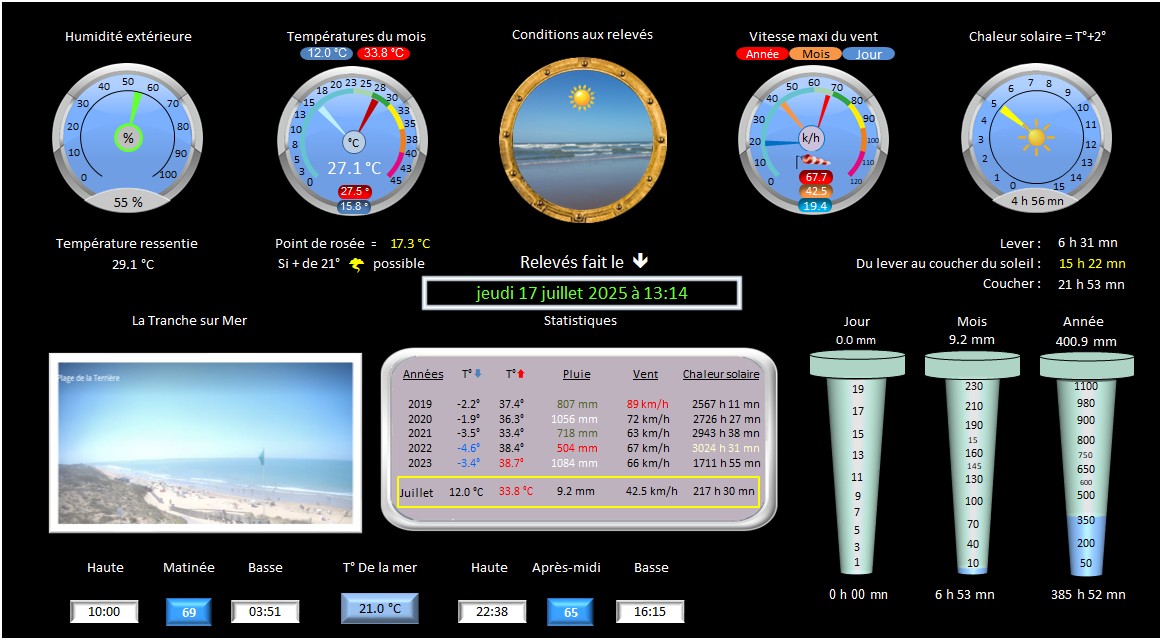 Humidité extérieure
Températures du mois
12.0 °C 33.8 °C
Conditions aux relevés
Vitesse maxi du vent
Année Mois Jour
Chaleur solaire = T°+2°
0 10 20 30 40 50 60 70 80 90 100
%
55 %
0 3 5 8 10 13 15 18 20 23 25 28 30 33 35 38 40 43 45
°C
27.1 °C
27.5 °
15.8 °
0 10 20 30 40 50 60 70 80 90 100 110 120
k/h
67.7
42.5
19.4
0 1 2 3 4 5 6 7 8 9 10 11 12 13 14 15
4 h 56 mn
Température ressentie
29.1 °C
Point de rosée = 17.3 °C
Si + de 21° possible
Relevés fait le
jeudi 17 juillet 2025 à 13:14
Lever : 6 h 31 mn
Du lever au coucher du soleil : 15 h 22 mn
Coucher : 21 h 53 mn
La Tranche sur Mer
Plage de la Terrière
Statistiques
Années T° T° Pluie Vent Chaleur solaire
2019 -2.2° 37.4° 807 mm 89 km/h 2567 h 11 mn
2020 -1.9° 36.3° 1056 mm 72 km/h 2726 h 27 mn
2021 -3.5° 33.4° 718 mm 63 km/h 2943 h 38 mn
2022 -4.6° 38.4° 504 mm 67 km/h 3024 h 31 mn
2023 -3.4° 38.7° 1084 mm 66 km/h 1711 h 55 mn
Juillet 12.0 °C 33.8 °C 9.2 mm 42.5 km/h 217 h 30 mn
Jour
0.0 mm
19
17
15
13
11
9
7
5
3
1
0 h 00 mn
Mois
9.2 mm
230
210
190
15
160
145
130
100
70
40
10
6 h 53 mn
Année
400.9 mm
1100
980
900
800
750
650
600
500
350
200
50
385 h 52 mn
Haute Matinée Basse
10:00 69 03:51
T° De la mer
21.0 °C
Haute Après-midi Basse
22:38 65 16:15